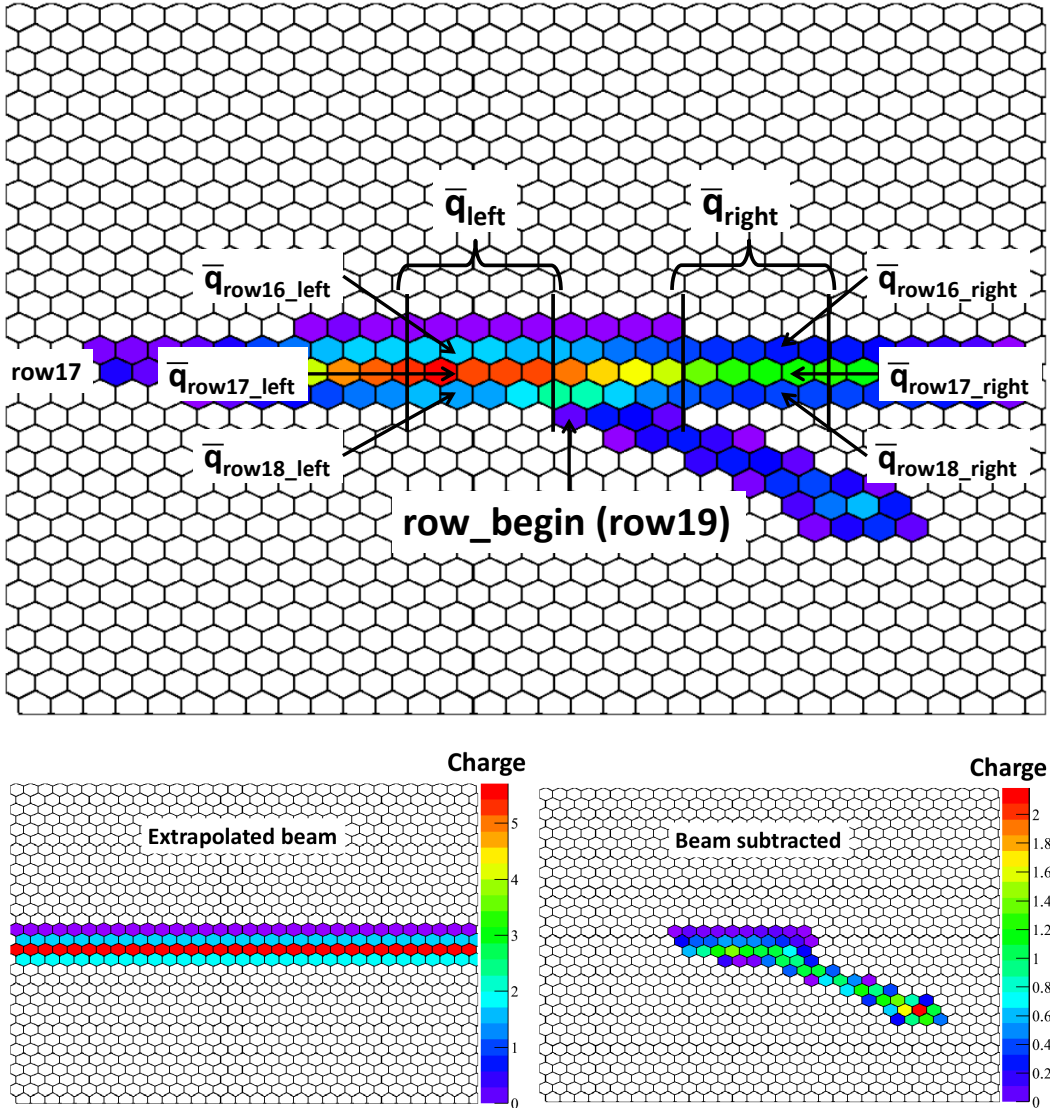 q̅left
q̅right
q̅row16_left
q̅row16_right
row17
q̅row17_left
q̅row17_right
q̅row18_left
q̅row18_right
row_begin (row19)
Charge
Extrapolated beam
5
4
3
2
1
0
Charge
Beam subtracted
2
1.8
1.6
1.4
1.2
1
0.8
0.6
0.4
0.2
0